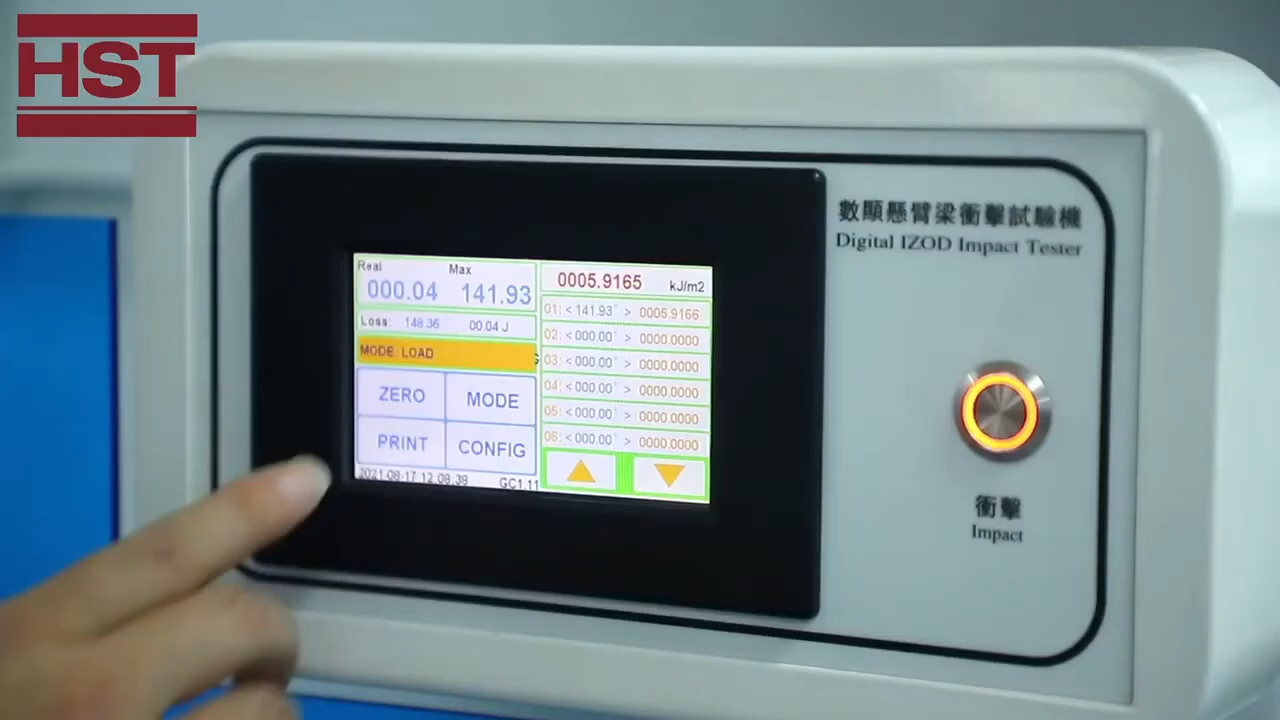 HST
數顯懸臂梁衝擊試驗機
Digital IZOD Impact Tester
Real Max
000.04 141.93
Loss: 148.36 00.04 J
MODE LOAD
ZERO MODE
PRINT CONFIG
2021-08-17 12:08:39 GC1.11
0005.9165 kJ/m2
01: < 141.93° > 0005.9166
02: < 000.00° > 0000.0000
03: < 000.00° > 0000.0000
04: < 000.00° > 0000.0000
05: < 000.00° > 0000.0000
06: < 000.00° > 0000.0000
衝擊
Impact